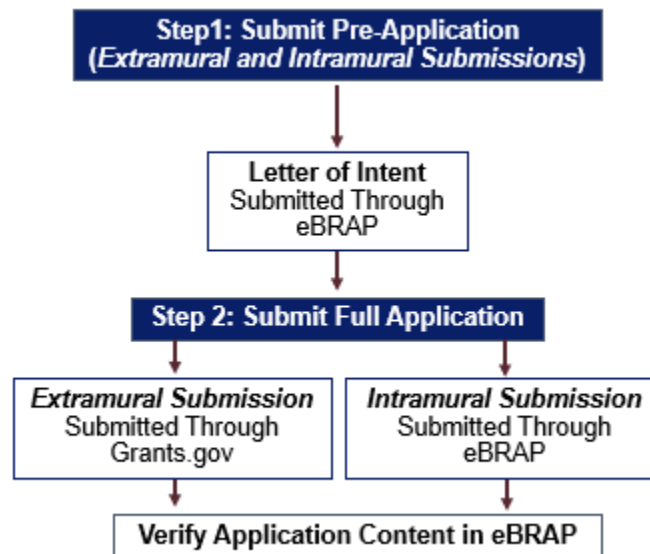 Step1: Submit Pre-Application
(Extramural and Intramural Submissions)
Letter of Intent
Submitted Through
eBRAP
Step 2: Submit Full Application
Extramural Submission
Submitted Through
Grants.gov
Intramural Submission
Submitted Through
eBRAP
Verify Application Content in eBRAP